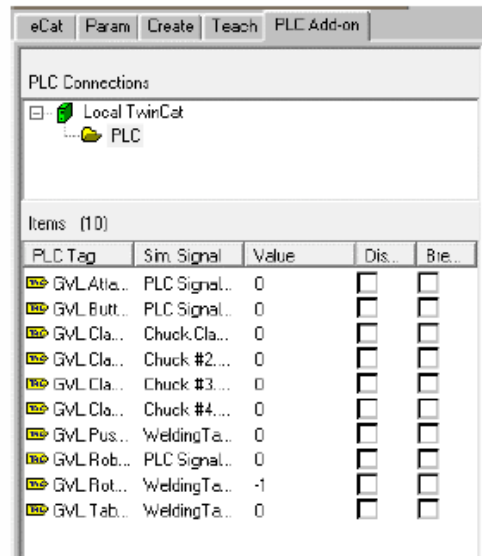 eCat Param Create Teach PLC Add-on
PLC Connections
Local TwinCat
PLC
Items (10)
PLC Tag Sim. Signal Value Dis... Bre...
GVL.Atla... PLC Signal... 0
GVL.Butt... PLC Signal... 0
GVL.Cla... Chuck.Cla... 0
GVL.Cla... Chuck #2.... 0
GVL.Cla... Chuck #3.... 0
GVL.Cla... Chuck #4.... 0
GVL.Pus... WeldingTa... 0
GVL.Rob... PLC Signal... 0
GVL.Rot... WeldingTa... -1
GVL.Tab... WeldingTa... 0